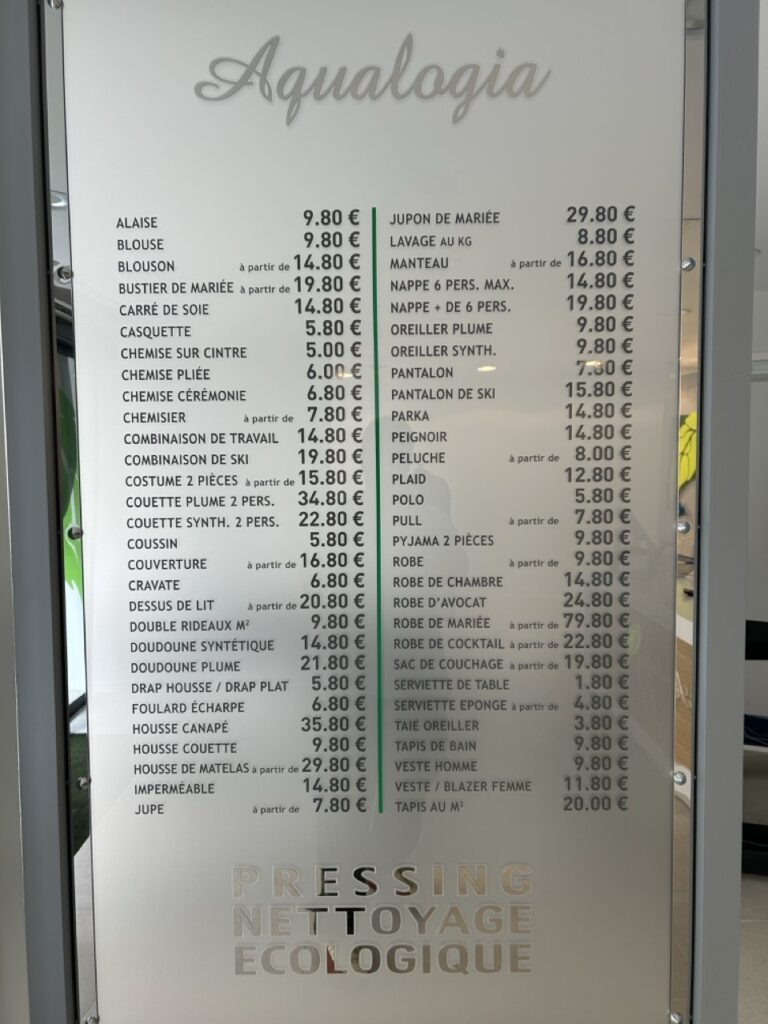 Aqualogia
ALAISE 9.80 €
BLOUSE 9.80 €
BLOUSON à partir de 14.80 €
BUSTIER DE MARIÉE à partir de 19.80 €
CARRÉ DE SOIE 14.80 €
CASQUETTE 5.80 €
CHEMISE SUR CINTRE 5.00 €
CHEMISE PLIÉE 6.00 €
CHEMISE CÉRÉMONIE 6.80 €
CHEMISIER à partir de 7.80 €
COMBINAISON DE TRAVAIL 14.80 €
COMBINAISON DE SKI 19.80 €
COSTUME 2 PIÈCES à partir de 15.80 €
COUETTE PLUME 2 PERS. 34.80 €
COUETTE SYNTH. 2 PERS. 22.80 €
COUSSIN 5.80 €
COUVERTURE à partir de 16.80 €
CRAVATE 6.80 €
DESSUS DE LIT à partir de 20.80 €
DOUBLE RIDEAUX M² 9.80 €
DOUDOUNE SYNTÉTIQUE 14.80 €
DOUDOUNE PLUME 21.80 €
DRAP HOUSSE / DRAP PLAT 5.80 €
FOULARD ÉCHARPE 6.80 €
HOUSSE CANAPÉ 35.80 €
HOUSSE COUETTE 9.80 €
HOUSSE DE MATELAS à partir de 29.80 €
IMPERMÉABLE 14.80 €
JUPE à partir de 7.80 €
JUPON DE MARIÉE 29.80 €
LAVAGE AU KG 8.80 €
MANTEAU à partir de 16.80 €
NAPPE 6 PERS. MAX. 14.80 €
NAPPE + DE 6 PERS. 19.80 €
OREILLER PLUME 9.80 €
OREILLER SYNTH. 9.80 €
PANTALON €
PANTALON DE SKI 15.80 €
PARKA 14.80 €
PEIGNOIR 14.80 €
PELUCHE à partir de 8.00 €
PLAID 12.80 €
POLO 5.80 €
PULL à partir de 7.80 €
PYJAMA 2 PIÈCES 9.80 €
ROBE à partir de 9.80 €
ROBE DE CHAMBRE 14.80 €
ROBE D'AVOCAT 24.80 €
ROBE DE MARIÉE à partir de 79.80 €
ROBE DE COCKTAIL à partir de 22.80 €
SAC DE COUCHAGE à partir de 19.80 €
SERVIETTE DE TABLE 1.80 €
SERVIETTE EPONGE à partir de 4.80 €
TAIE OREILLER 3.80 €
TAPIS DE BAIN 9.80 €
VESTE HOMME 9.80 €
VESTE / BLAZER FEMME 11.80 €
TAPIS AU M² 20.00 €
PRESSING
NETTOYAGE
ECOLOGIQUE